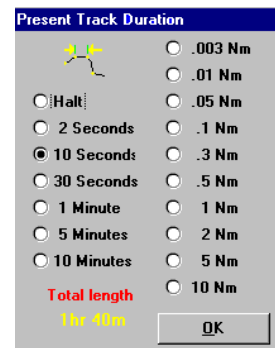 Present Track Duration
.003 Nm
.01 Nm
Halt
.05 Nm
2 Seconds
.1 Nm
10 Seconds
.3 Nm
30 Seconds
.5 Nm
1 Minute
1 Nm
5 Minutes
2 Nm
10 Minutes
5 Nm
Total length
10 Nm
1hr 40m
OK